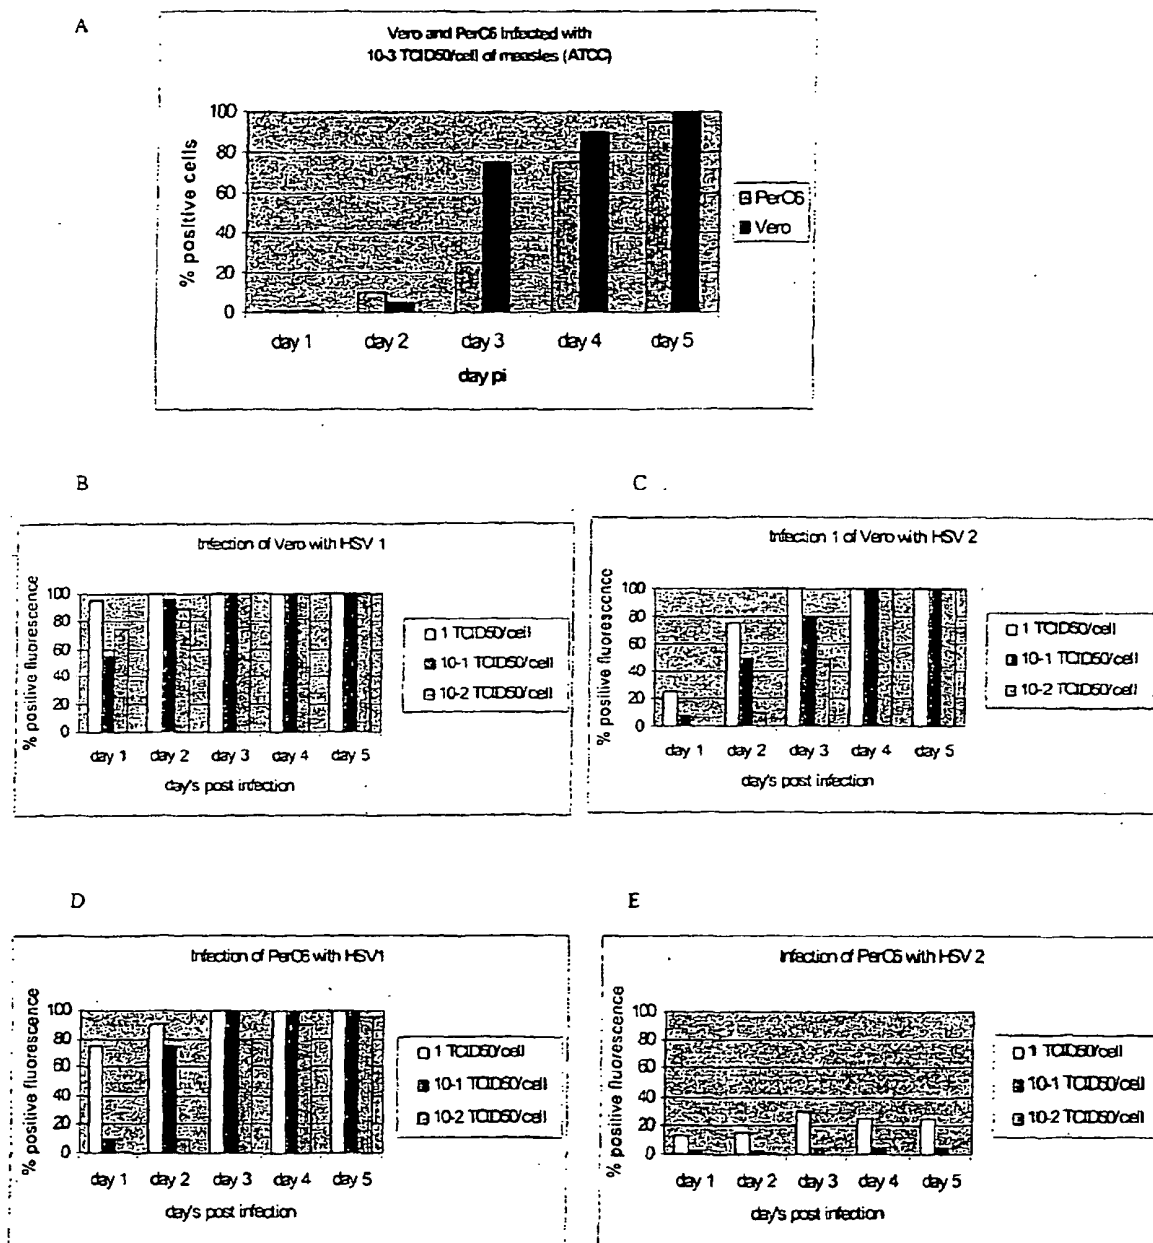 A
Vero and PerC6 Infected with
10-3 TCID50/cell of measles (ATCC)
% positive cells
100
80
60
40
20
0
day 1 day 2 day 3 day 4 day 5
day pi
PerC6
Vero
B
Infection of Vero with HSV 1
% positive fluorescence
100
80
60
40
20
0
day 1 day 2 day 3 day 4 day 5
day's post infection
1 TCID50/cell
10-1 TCID50/cell
10-2 TCID50/cell
C
Infection 1 of Vero with HSV 2
% positive fluorescence
100
80
60
40
20
0
day 1 day 2 day 3 day 4 day 5
day's post infection
1 TCID50/cell
10-1 TCID50/cell
10-2 TCID50/cell
D
Infection of PerC6 with HSV1
% positive fluorescence
100
80
60
40
20
0
day 1 day 2 day 3 day 4 day 5
day's post infection
1 TCID50/cell
10-1 TCID50/cell
10-2 TCID50/cell
E
Infection of PerC6 with HSV 2
% positive fluorescence
100
80
60
40
20
0
day 1 day 2 day 3 day 4 day 5
day's post infection
1 TCID50/cell
10-1 TCID50/cell
10-2 TCID50/cell